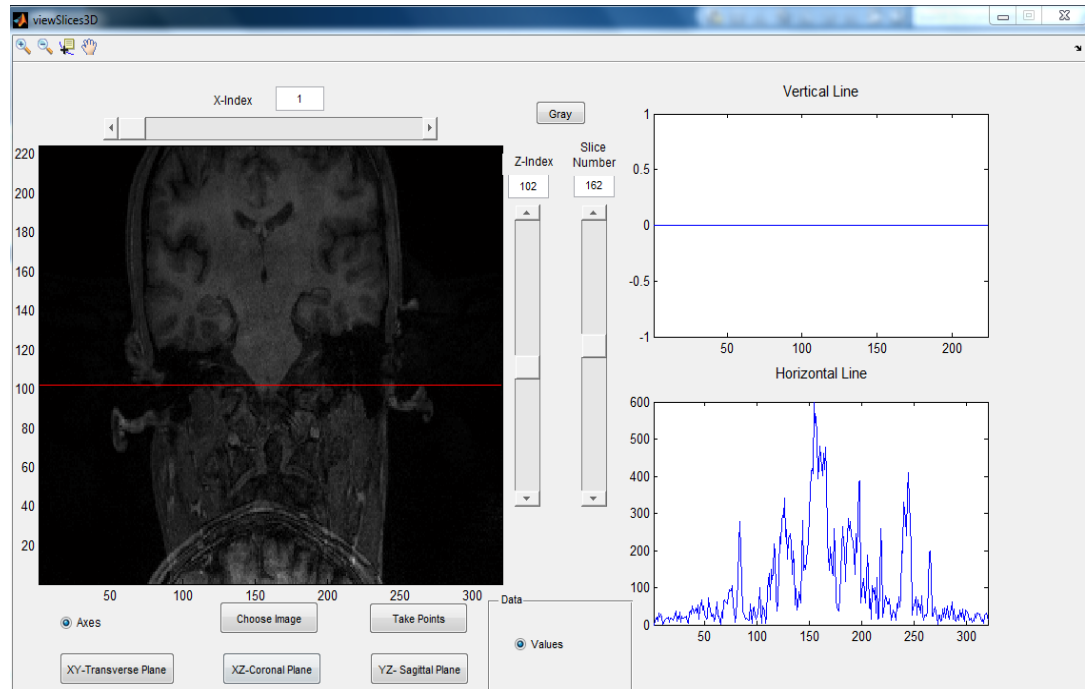 viewSlices3D
X-Index 1
Gray
Z-Index
102
Slice
Number
162
220
200
180
160
140
120
100
80
60
40
20
50 100 150 200 250 300
Vertical Line
1
0.5
0
-0.5
-1
50 100 150 200
Horizontal Line
600
500
400
300
200
100
0
50 100 150 200 250 300
Axes
Choose Image
Take Points
XY-Transverse Plane
XZ-Coronal Plane
YZ- Sagittal Plane
Data
Values